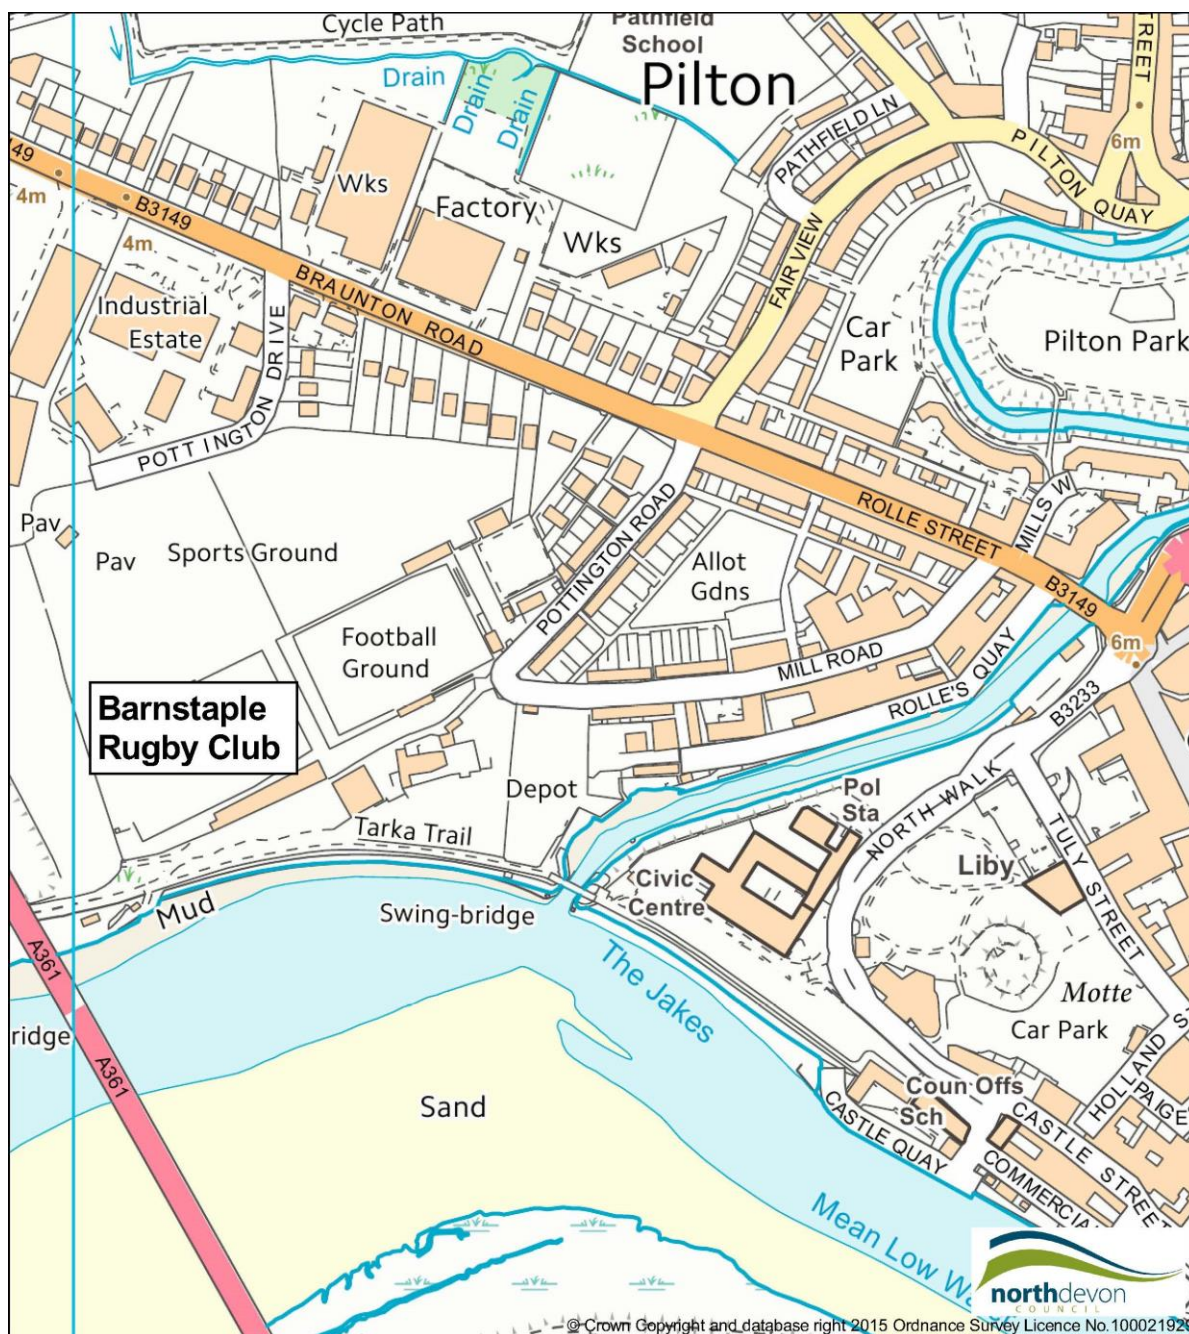 Cycle Path
Pathfield
School
STREET
Pilton
Drain
Drain
Drain
PATHFIELD LN
PILTON QUAY
6m
B3149
4m
B3149
4m
Wks
Factory
Wks
FAIR VIEW
BRAUNTON ROAD
Industrial
Estate
POTTINGTON DRIVE
Car
Park
Pilton Park
Pav
Pav
Sports Ground
POTTINGTON ROAD
Allot
Gdns
ROLLE STREET
MILLS W
B3149
Football
Ground
MILL ROAD
ROLLE'S QUAY
6m
B3233
Barnstaple
Rugby Club
Depot
Pol
Sta
NORTH WALK
TULY STREET
Tarka Trail
Liby
Civic
Centre
Mud
Swing-bridge
A361
The Jakes
Motte
Car Park
ridge
A361
HOLLAND S
PAIGE
Sand
Coun Offs
Sch
CASTLE QUAY
CASTLE STREET
COMMERCIA
Mean Low Wa
northdevon
COUNCIL
© Crown Copyright and database right 2015 Ordnance Survey Licence No.